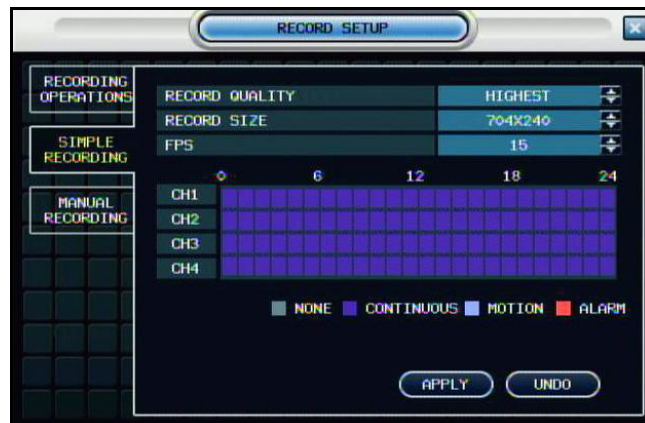 RECORD SETUP
RECORDING
OPERATIONS
SIMPLE
RECORDING
MANUAL
RECORDING
RECORD QUALITY HIGHEST
RECORD SIZE 704X240
FPS 15
0 6 12 18 24
CH1
CH2
CH3
CH4
NONE CONTINUOUS MOTION ALARM
APPLY UNDO